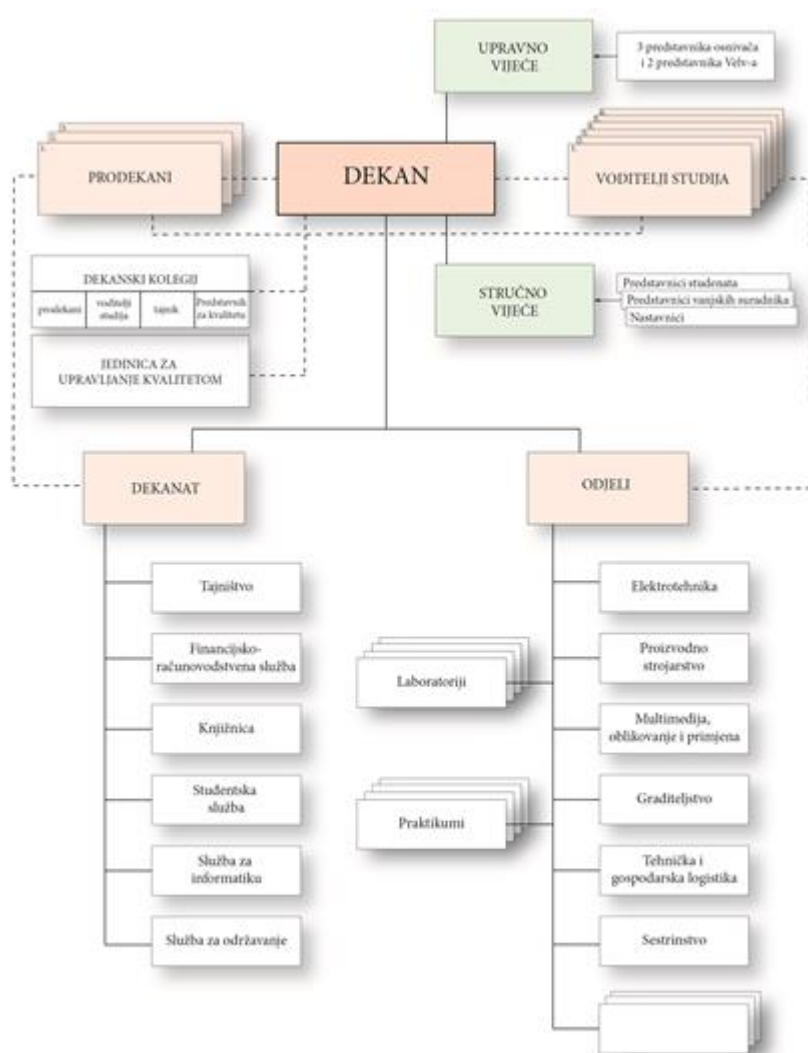 UPRAVNO
VIJEĆE
3 predstavnika osnivača
i 2 predstavnika Velv-a
PRODEKANI
DEKAN
VODITELJI STUDIJA
DEKANSKI KOLEGIJ
prodekani
voditelji
studija
tajnik
Predstavnik
za kvalitetu
STRUČNO
VIJEĆE
Predstavnici studenata
Predstavnici vanjskih suradnika
Nastavnici
JEDINICA ZA
UPRAVLJANJE KVALITETOM
DEKANAT
ODJELI
Tajništvo
Financijsko-
računovodstvena služba
Knjižnica
Studentska
služba
Služba za
informatiku
Služba za održavanje
Laboratoriji
Praktikumi
Elektrotehnika
Proizvodno
strojarstvo
Multimedija,
oblikovanje i primjena
Graditeljstvo
Tehnička i
gospodarska logistika
Sestrinstvo